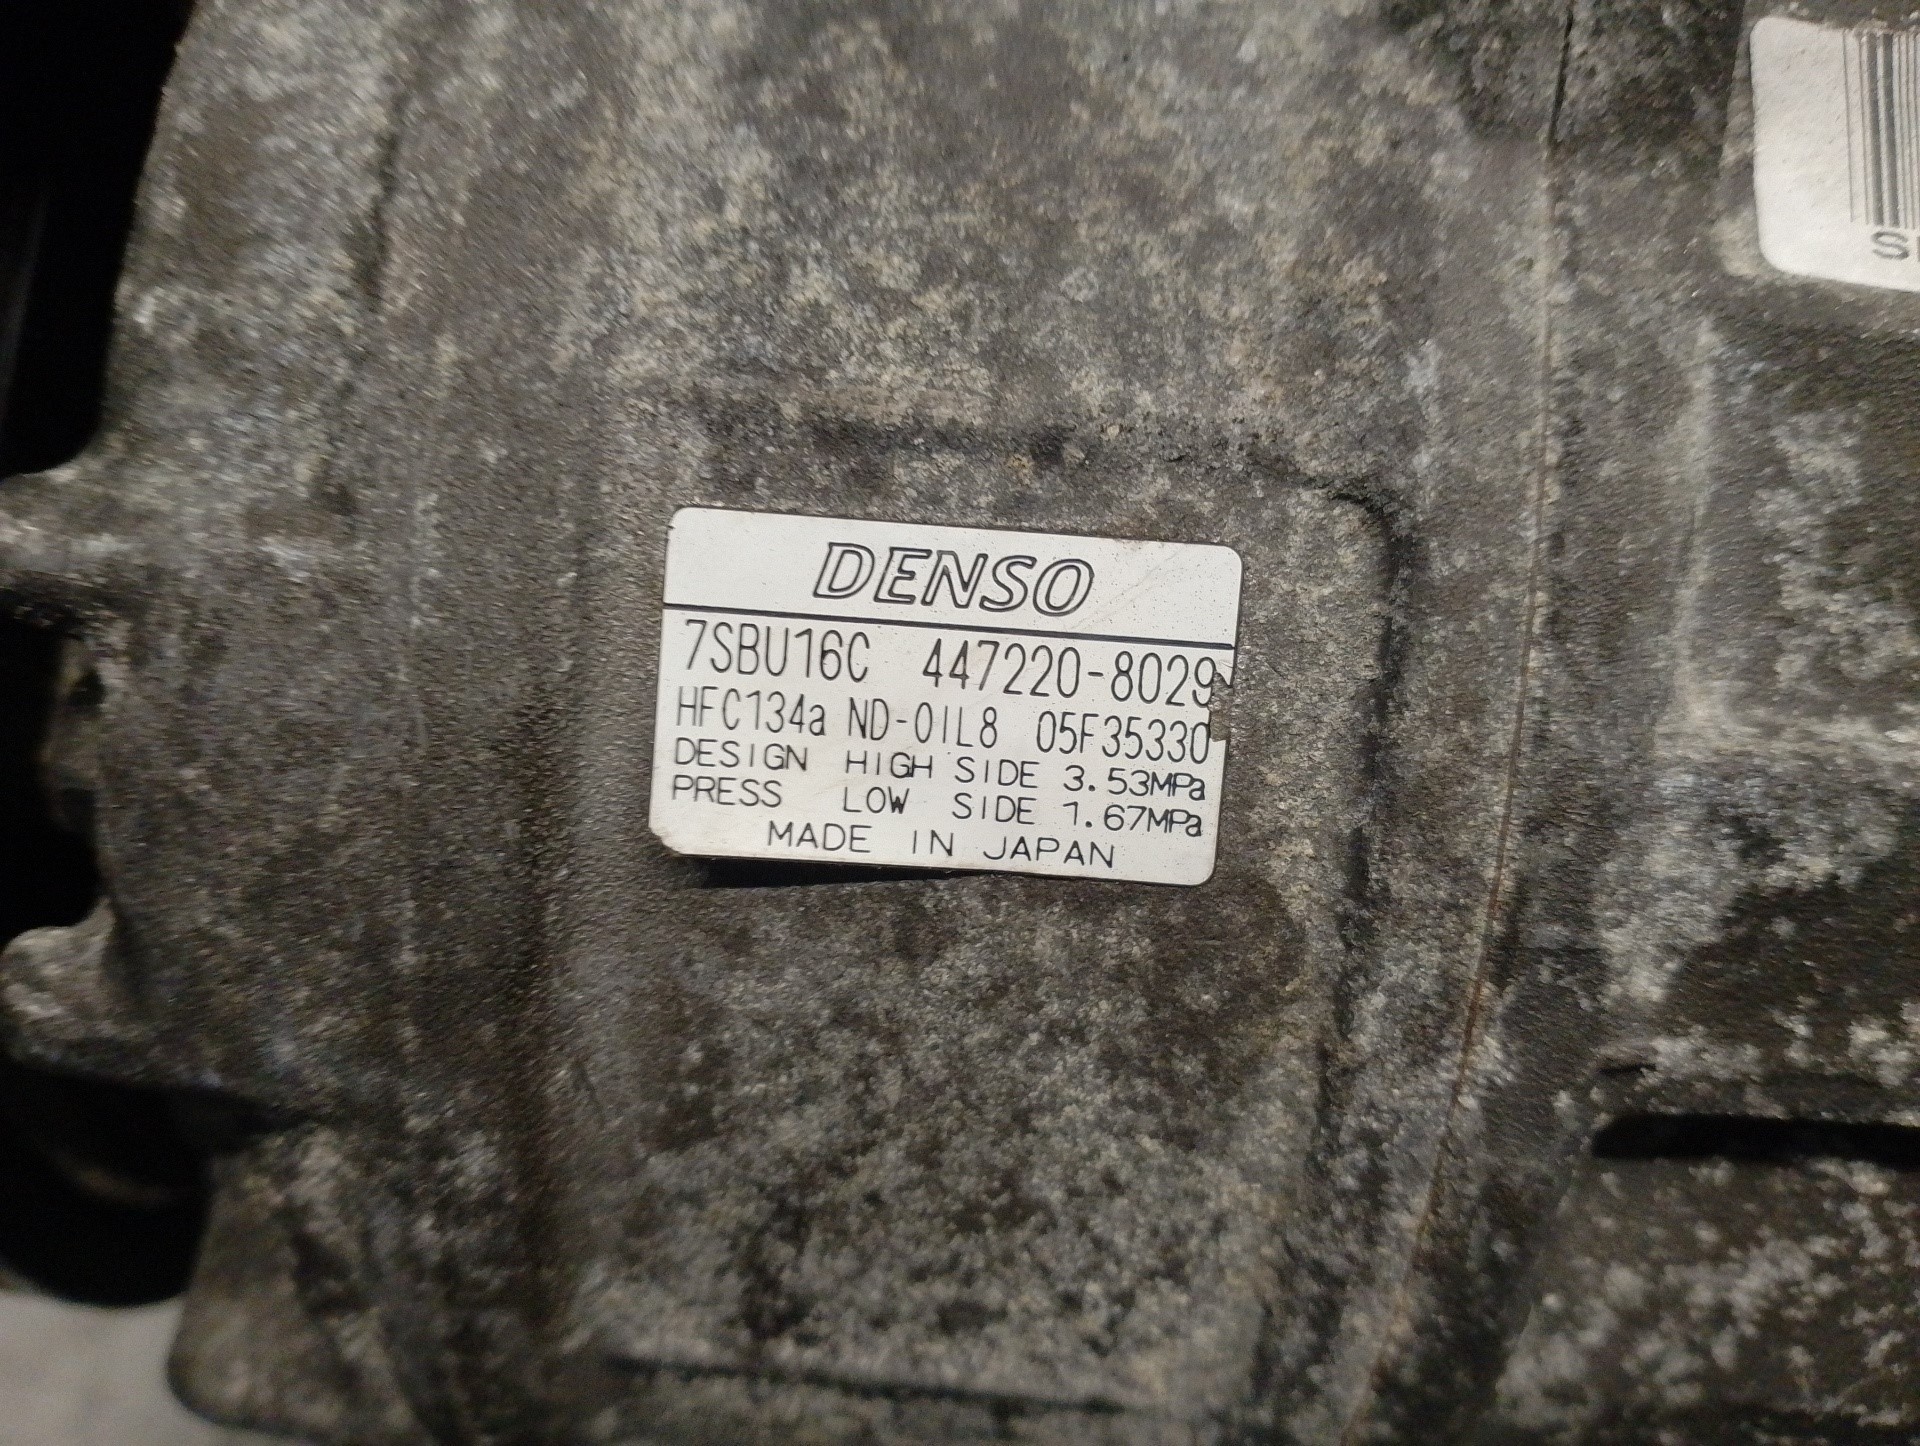 DENSO
7SBU16C 447220-8029
HFC134a ND-OIL8 05F35330
DESIGN HIGH SIDE 3.53MPa
PRESS LOW SIDE 1.67MPa
MADE IN JAPAN